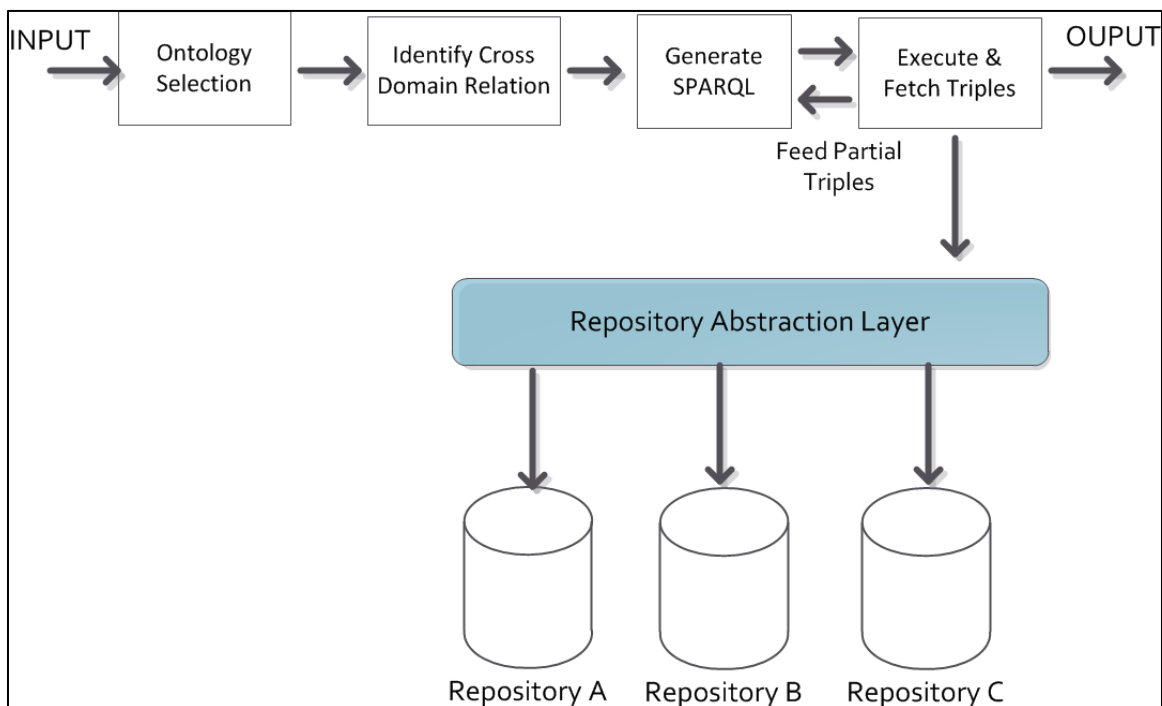 INPUT
Ontology
Selection
Identify Cross
Domain Relation
Generate
SPARQL
Execute &
Fetch Triples
OUPUT
Feed Partial
Triples
Repository Abstraction Layer
Repository A
Repository B
Repository C